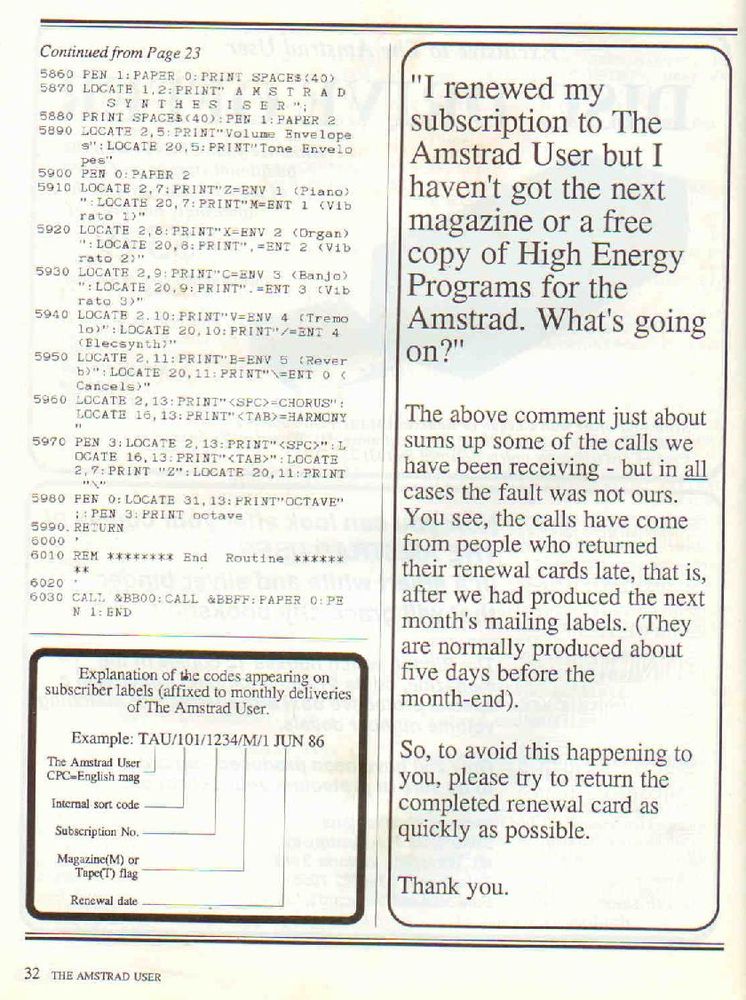 Continued from Page 23
5860 PEN 1:PAPER 0:PRINT SPACE$(40)
5870 LOCATE 1,2:PRINT" A M S T R A D
S Y N T H E S I S E R ";
5880 PRINT SPACE$(40):PEN 1:PAPER 2
5890 LOCATE 2,5:PRINT"Volume Envelope
s":LOCATE 20,5:PRINT"Tone Envelo
pes"
5900 PEN 0:PAPER 2
5910 LOCATE 2,7:PRINT"Z=ENV 1 (Piano)
":LOCATE 20,7:PRINT"M=ENT 1 (Vib
rato 1)"
5920 LOCATE 2,8:PRINT"X=ENV 2 (Organ)
":LOCATE 20,8:PRINT",=ENT 2 (Vib
rato 2)"
5930 LOCATE 2,9:PRINT"C=ENV 3 (Banjo)
":LOCATE 20,9:PRINT".=ENT 3 (Vib
rato 3)"
5940 LOCATE 2.10:PRINT"V=ENV 4 (Tremo
lo)":LOCATE 20,10:PRINT"/=ENT 4
(Elecsynth)"
5950 LOCATE 2,11:PRINT"B=ENV 5 (Rever
b)":LOCATE 20,11:PRINT"\=ENT 0 (
Cancels)"
5960 LOCATE 2,13:PRINT"<SPC>=CHORUS":
LOCATE 16,13:PRINT"<TAB>=HARMONY
"
5970 PEN 3:LOCATE 2,13:PRINT"<SPC>":L
OCATE 16,13:PRINT"<TAB>":LOCATE
2,7:PRINT "Z":LOCATE 20,11:PRINT
"\"
5980 PEN 0:LOCATE 31,13:PRINT"OCTAVE"
;:PEN 3:PRINT octave
5990 RETURN
6000 '
6010 REM ******** End Routine ******
**
6020 '
6030 CALL &BB00:CALL &BBFF:PAPER 0:PE
N 1:END
Explanation of the codes appearing on
subscriber labels (affixed to monthly deliveries
of The Amstrad User.
Example: TAU/101/1234/M/1 JUN 86
The Amstrad User
CPC=English mag
Internal sort code
Subscription No.
Magazine(M) or
Tape(T) flag
Renewal date
"I renewed my
subscription to The
Amstrad User but I
haven't got the next
magazine or a free
copy of High Energy
Programs for the
Amstrad. What's going
on?"
The above comment just about
sums up some of the calls we
have been receiving - but in all
cases the fault was not ours.
You see, the calls have come
from people who returned
their renewal cards late, that is,
after we had produced the next
month's mailing labels. (They
are normally produced about
five days before the
month-end).
So, to avoid this happening to
you, please try to return the
completed renewal card as
quickly as possible.
Thank you.
32 THE AMSTRAD USER